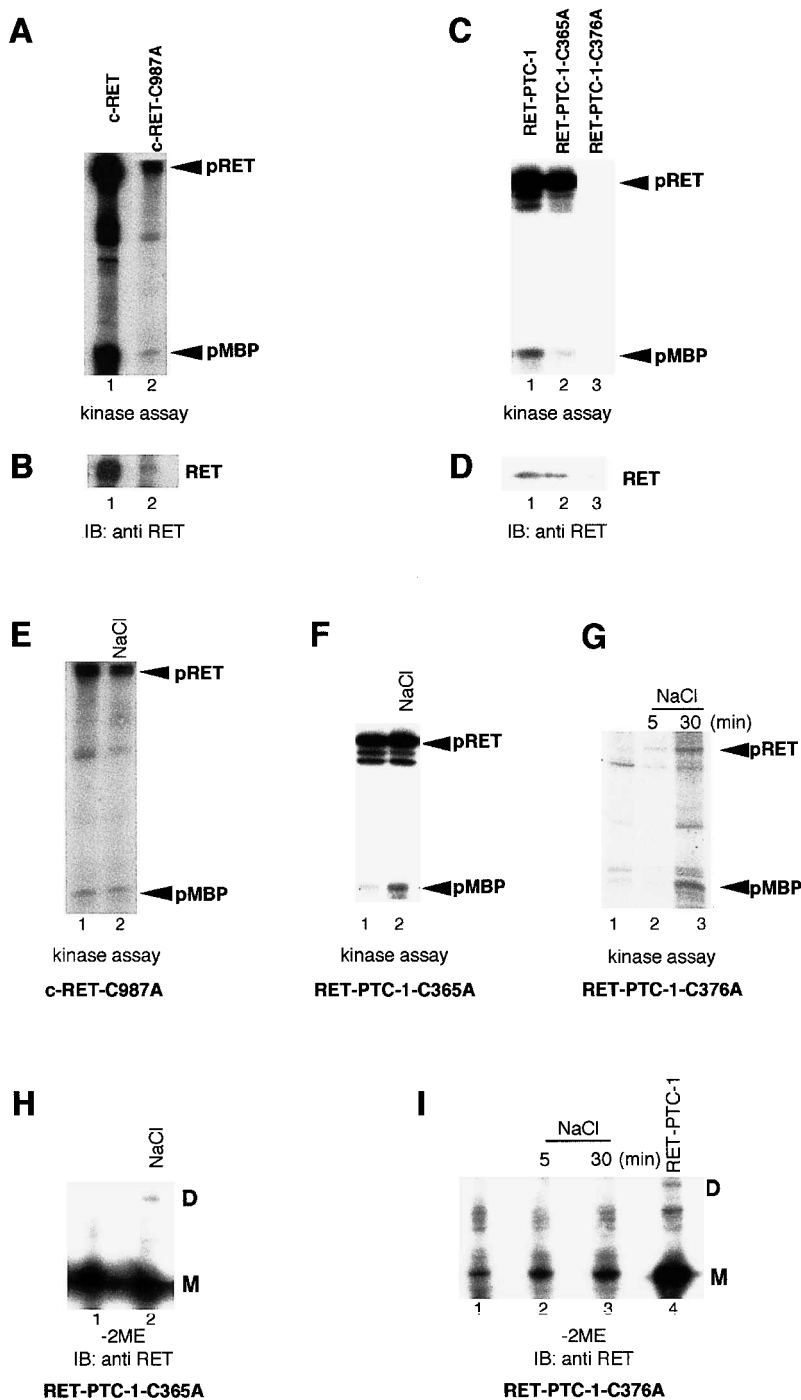 A
c-RET
c-RET-C987A
pRET
pMBP
1 2
kinase assay
B
RET
1 2
IB: anti RET
C
RET-PTC-1
RET-PTC-1-C365A
RET-PTC-1-C376A
pRET
pMBP
1 2 3
kinase assay
D
RET
1 2 3
IB: anti RET
E
NaCl
pRET
pMBP
1 2
kinase assay
c-RET-C987A
F
NaCl
pRET
pMBP
1 2
kinase assay
RET-PTC-1-C365A
G
NaCl
5 30 (min)
pRET
pMBP
1 2 3
kinase assay
RET-PTC-1-C376A
H
NaCl
D
M
1 2
-2ME
IB: anti RET
RET-PTC-1-C365A
I
NaCl
5 30 (min)
RET-PTC-1
D
M
1 2 3 4
-2ME
IB: anti RET
RET-PTC-1-C376A